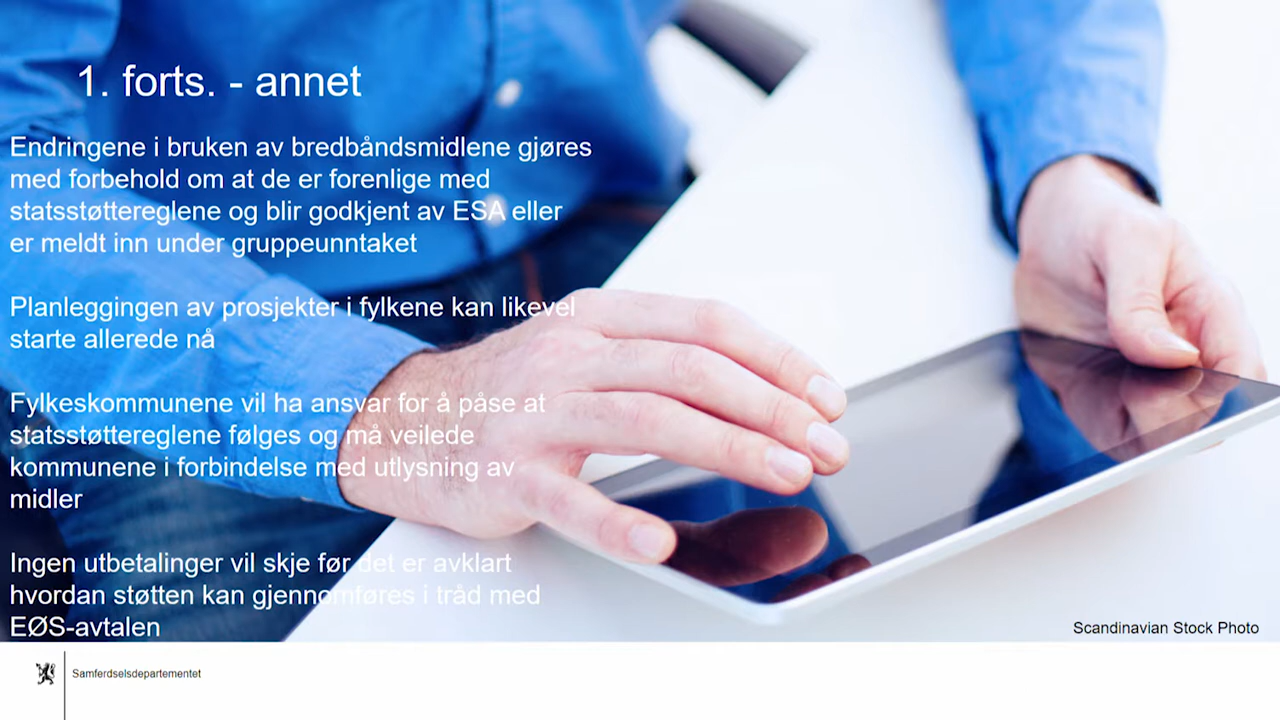 1. forts. - annet
Endringene i bruken av bredbåndsmidlene gjøres
med forbehold om at de er forenlige med
statsstøttereglene og blir godkjent av ESA eller
er meldt inn under gruppeunntaket
Planleggingen av prosjekter i fylkene kan likevel
starte allerede nå
Fylkeskommunene vil ha ansvar for å påse at
statsstøttereglene følges og må veilede
kommunene i forbindelse med utlysning av
midler
Ingen utbetalinger vil skje før det er avklart
hvordan støtten kan gjennomføres i tråd med
EØS-avtalen
Scandinavian Stock Photo
Samferdselsdepartementet